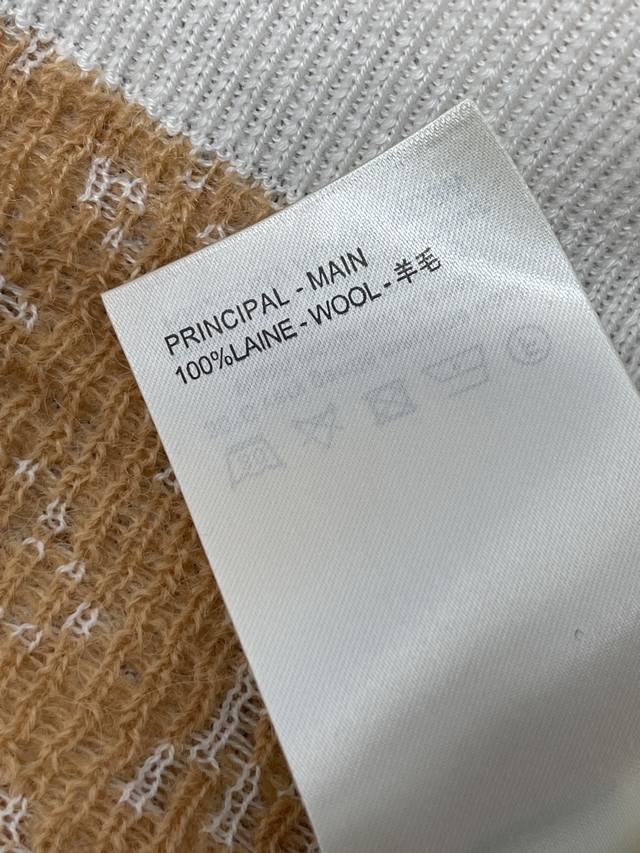 PRINCIPAL - MAIN
100%LAINE - WOOL - 羊毛